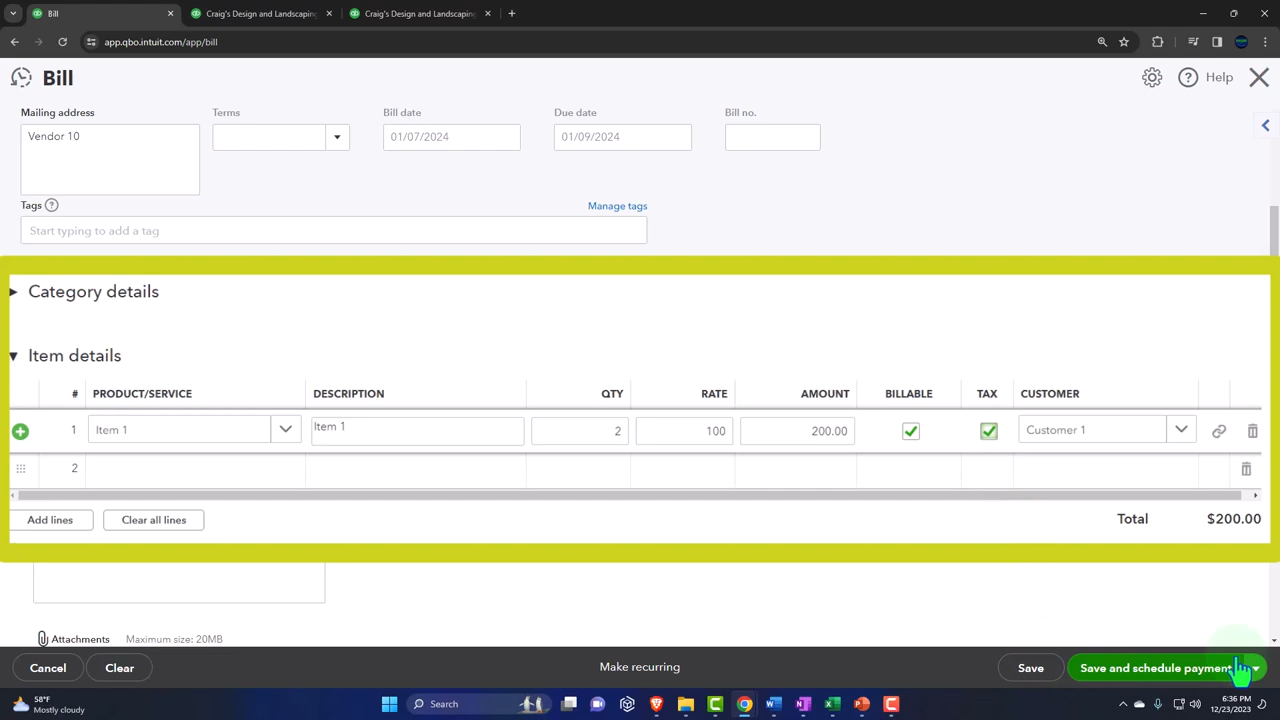 Bill
Craig's Design and Landscaping
Craig's Design and Landscaping
app.qbo.intuit.com/app/bill
Bill
Help
Mailing address
Terms
Bill date
Due date
Bill no.
Vendor 10
01/07/2024
01/09/2024
Tags
Manage tags
Start typing to add a tag
Category details
Item details
# PRODUCT/SERVICE DESCRIPTION QTY RATE AMOUNT BILLABLE TAX CUSTOMER
1 Item 1 Item 1 2 100 200.00 Customer 1
2
Add lines
Clear all lines
Total $200.00
Attachments Maximum size: 20MB
Cancel
Clear
Make recurring
Save
Save and schedule payment
58°F
Mostly cloudy
Search
6:36 PM
12/23/2023